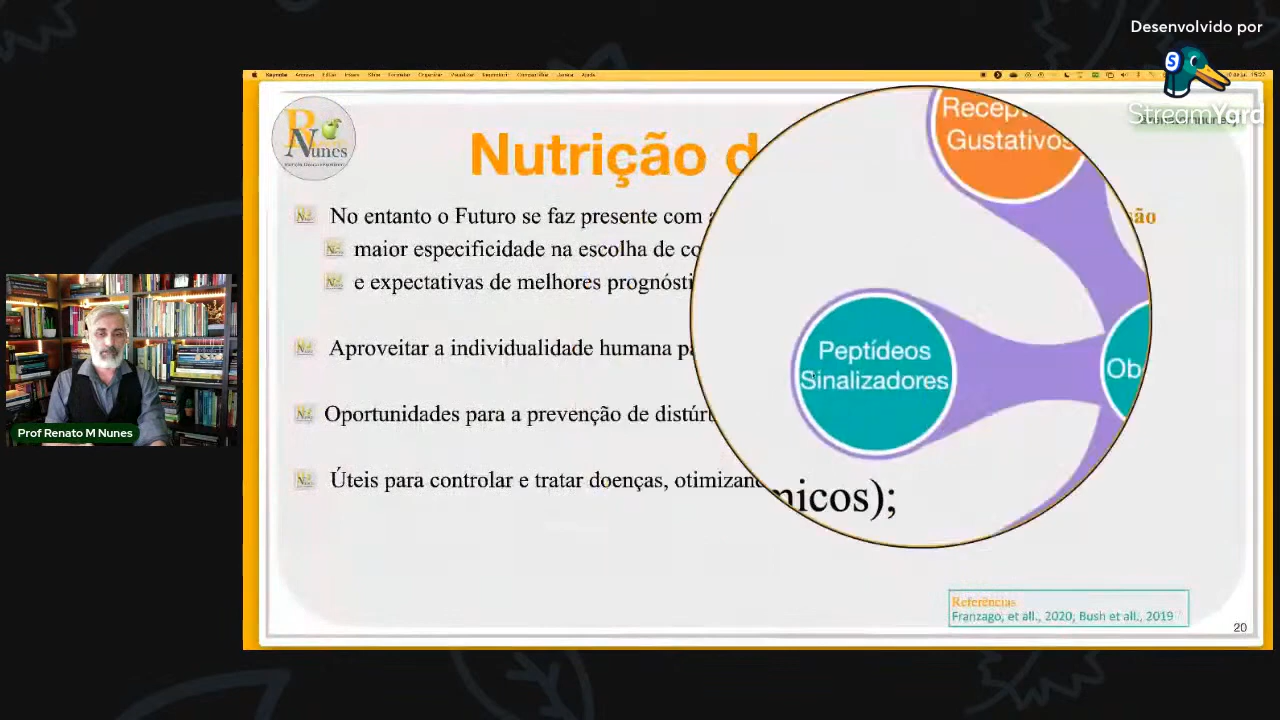 Desenvolvido por
StreamYard
Nunes
Nutrição d
No entanto o Futuro se faz presente com
são
maior especificidade na escolha de co
e expectativas de melhores prognósti
Aproveitar a individualidade humana pa
Oportunidades para a prevenção de distúr
Úteis para controlar e tratar doenças, otimizan
Recept
Gustativos
Peptídeos
Sinalizadores
Ob
micos);
Prof Renato M Nunes
Referências
Franzago, et all., 2020; Bush et all., 2019
20